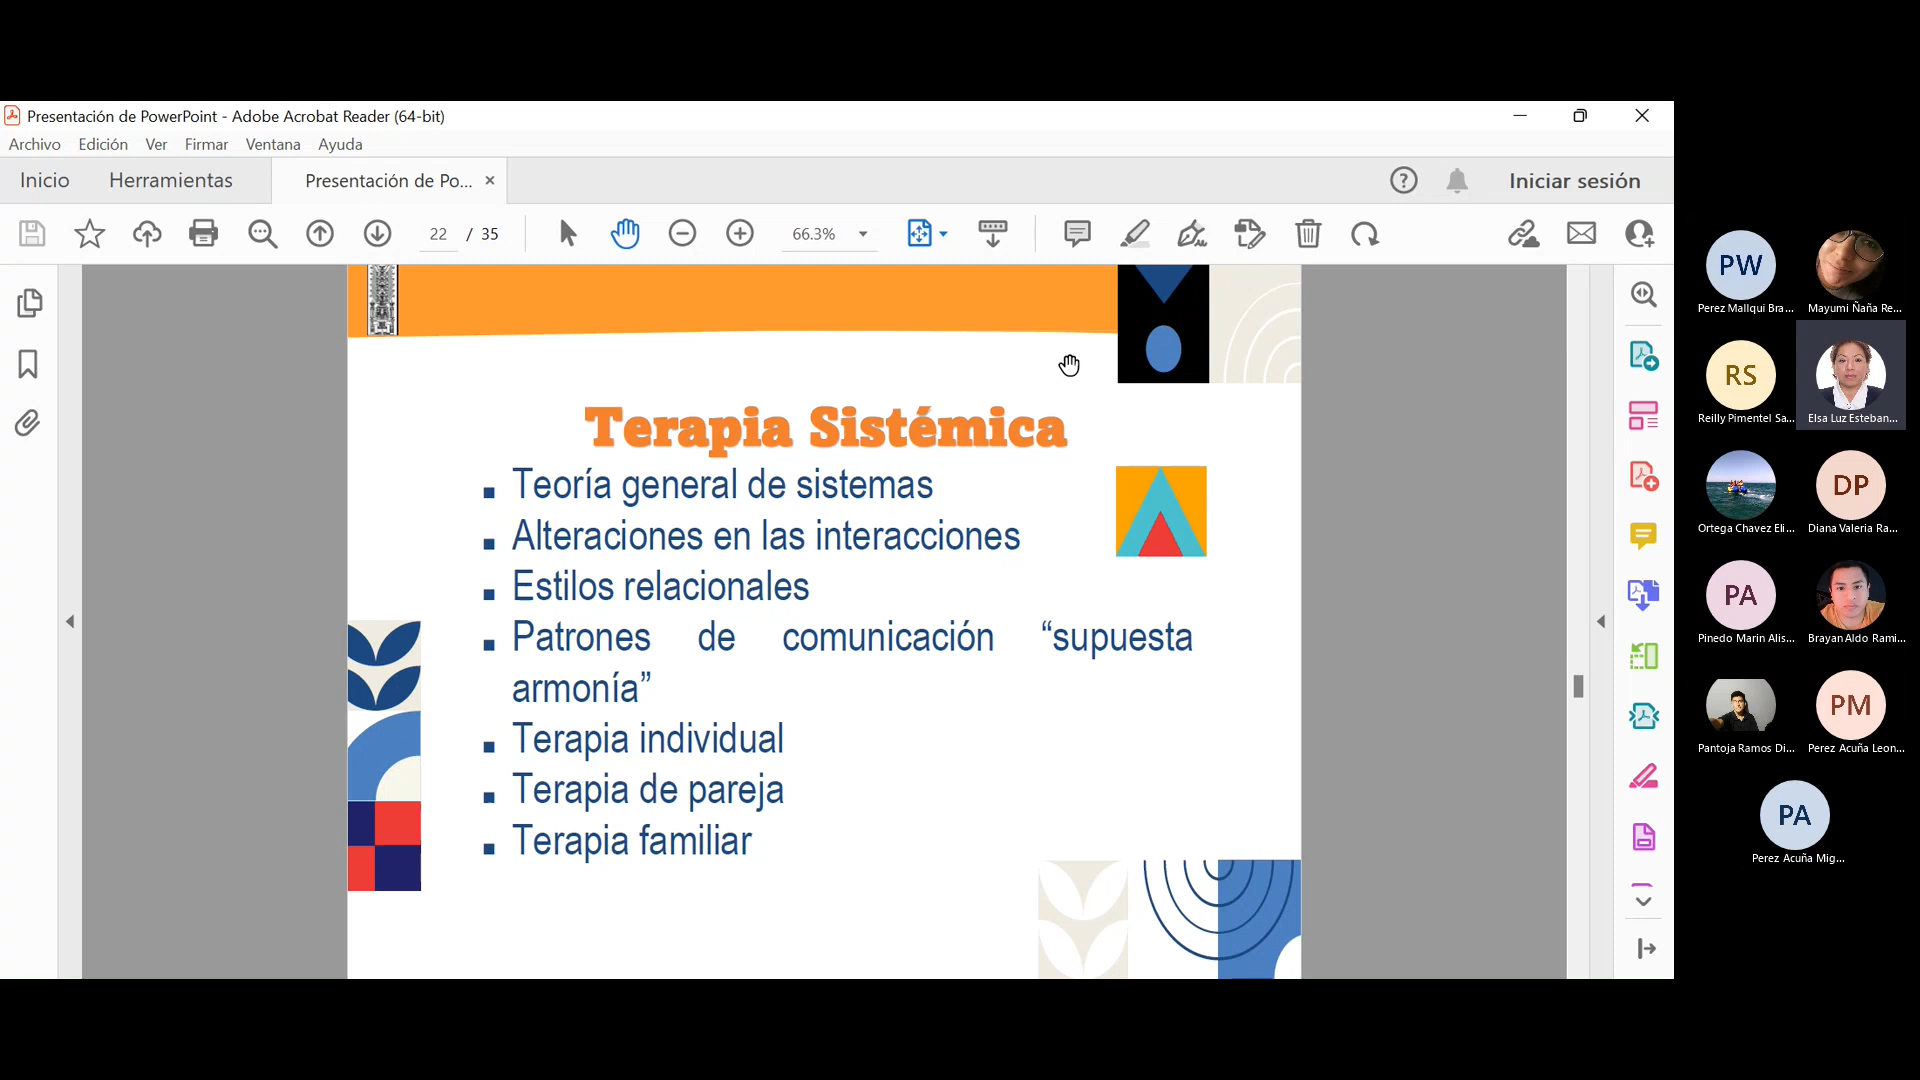 Presentación de PowerPoint - Adobe Acrobat Reader (64-bit)
Archivo Edición Ver Firmar Ventana Ayuda
Inicio Herramientas Presentación de Po... × Iniciar sesión
22 / 35 66.3%
Terapia Sistémica
Teoría general de sistemas
Alteraciones en las interacciones
Estilos relacionales
Patrones de comunicación “supuesta
armonía”
Terapia individual
Terapia de pareja
Terapia familiar
PW
Perez Mallqui Bra... Mayumi Ñaña Re...
RS
Reilly Pimentel Sa... Elsa Luz Esteban...
DP
Ortega Chavez Eli... Diana Valeria Ra...
PA
Pinedo Marin Alis... Brayan Aldo Rami...
PM
Pantoja Ramos Di... Perez Acuña Leon...
PA
Perez Acuña Mig...